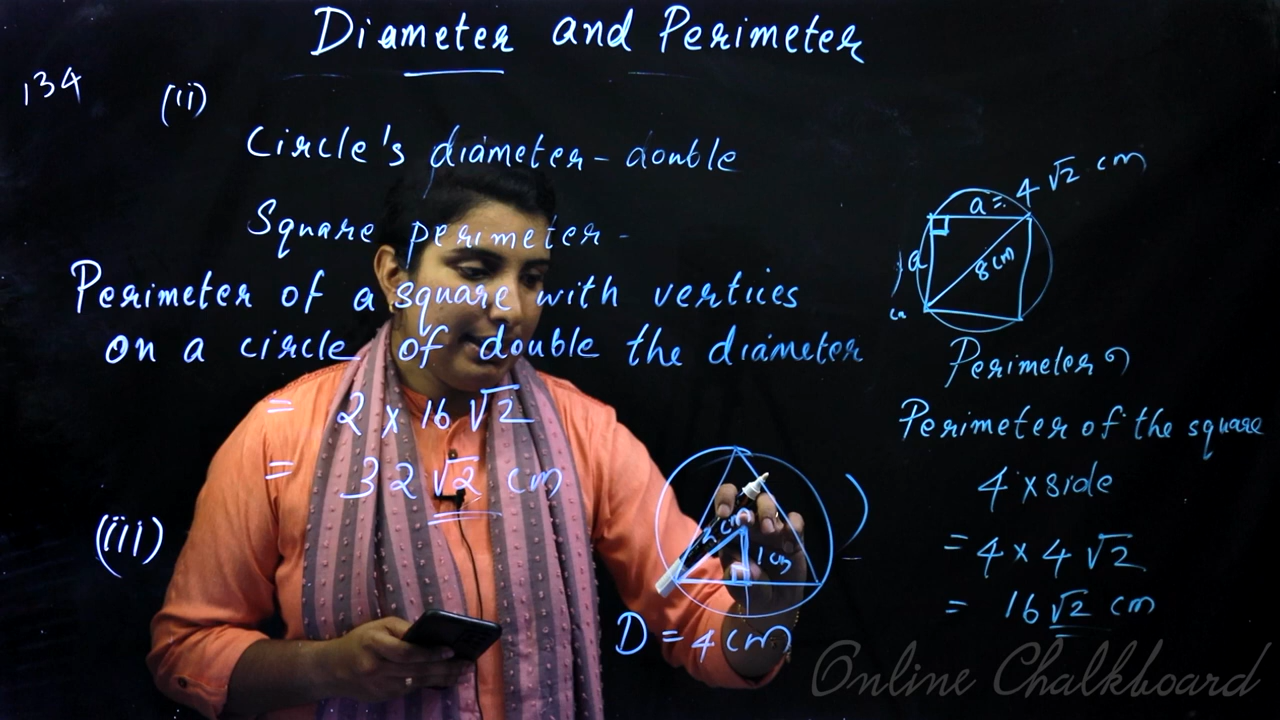 Diameter and Perimeter
134 (ii)
Circle's diameter - double
Square perimeter -
Perimeter of a square with vertices
on a circle of double the diameter
= 2 x 16 √2
= 32 √2 cm
(iii)
2 cm
1 cm
D = 4 cm
a = 4 √2 cm
a
8 cm
Perimeter
Perimeter of the square
4 x side
= 4 x 4 √2
= 16 √2 cm
Online Chalkboard